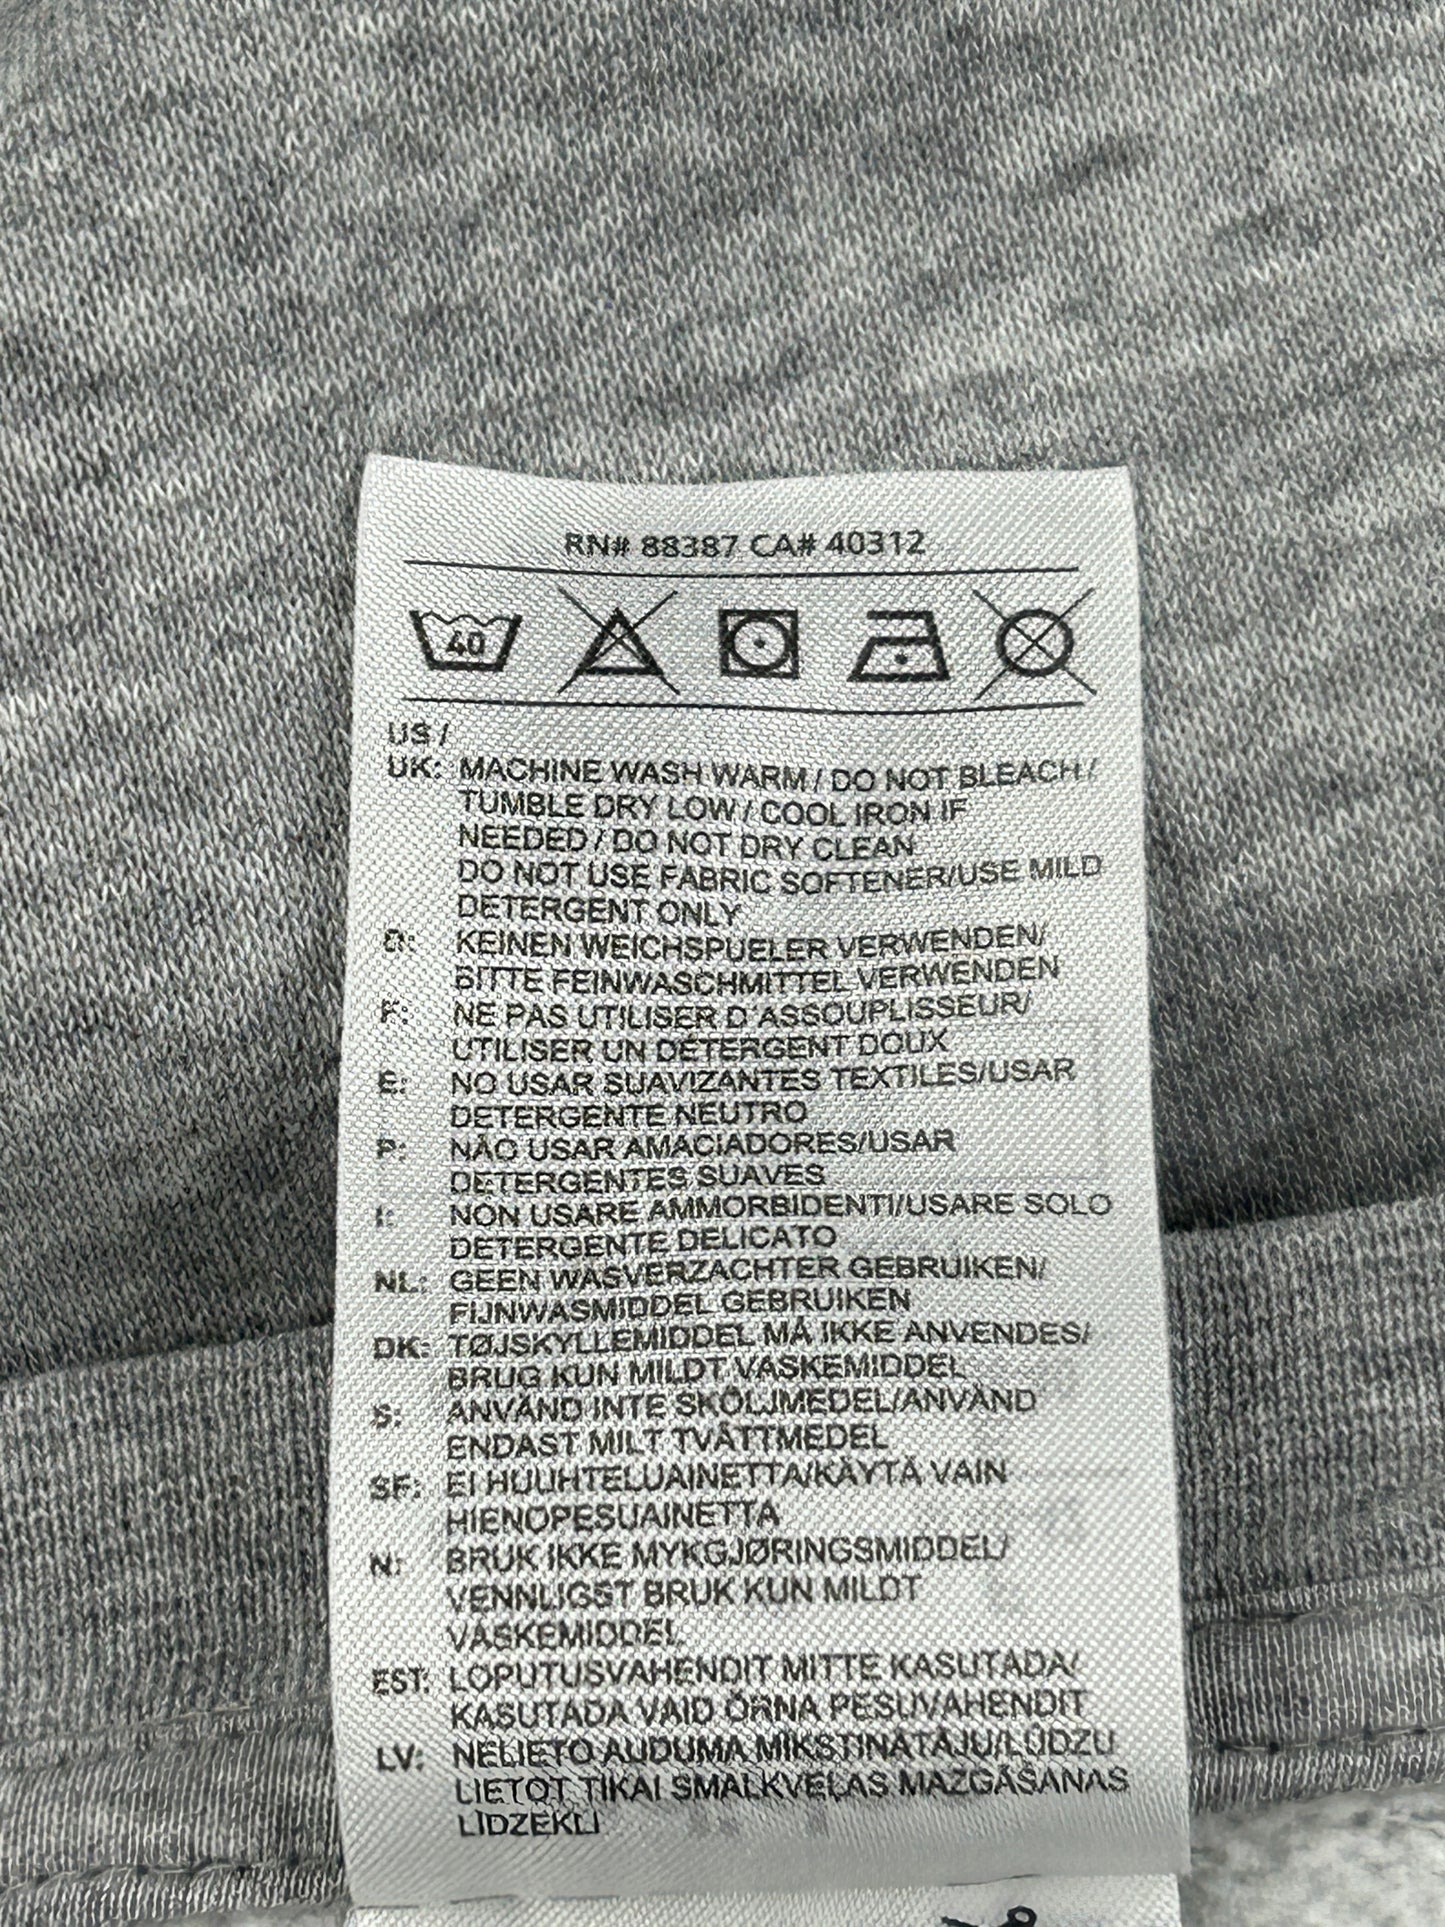 RN# 88387 CA# 40312
40
US /
UK: MACHINE WASH WARM / DO NOT BLEACH /
TUMBLE DRY LOW / COOL IRON IF
NEEDED / DO NOT DRY CLEAN
DO NOT USE FABRIC SOFTENER/USE MILD
DETERGENT ONLY
D: KEINEN WEICHSPUELER VERWENDEN/
BITTE FEINWASCHMITTEL VERWENDEN
F: NE PAS UTILISER D'ASSOUPLISSEUR/
UTILISER UN DÉTERGENT DOUX
E: NO USAR SUAVIZANTES TEXTILES/USAR
DETERGENTE NEUTRO
P: NÃO USAR AMACIADORES/USAR
DETERGENTES SUAVES
I: NON USARE AMMORBIDENTI/USARE SOLO
DETERGENTE DELICATO
NL: GEEN WASVERZACHTER GEBRUIKEN/
FIJNWASMIDDEL GEBRUIKEN
DK: TØJSKYLLEMIDDEL MÅ IKKE ANVENDES/
BRUG KUN MILDT VASKEMIDDEL
S: ANVÄND INTE SKÖLJMEDEL/ANVÄND
ENDAST MILT TVÄTTMEDEL
SF: EI HUUHTELUAINETTA/KÄYTÄ VAIN
HIENOPESUAINETTA
N: BRUK IKKE MYKGJØRINGSMIDDEL/
VENNLIGST BRUK KUN MILDT
VASKEMIDDEL
EST: LOPUTUSVAHENDIT MITTE KASUTADA/
KASUTADA VAID ÕRNA PESUVAHENDIT
LV: NELIETO AUDUMA MĪKSTINĀTĀJU/LŪDZU
LIETOT TIKAI SMALKVEĻAS MAZGĀŠANAS
LĪDZEKLI